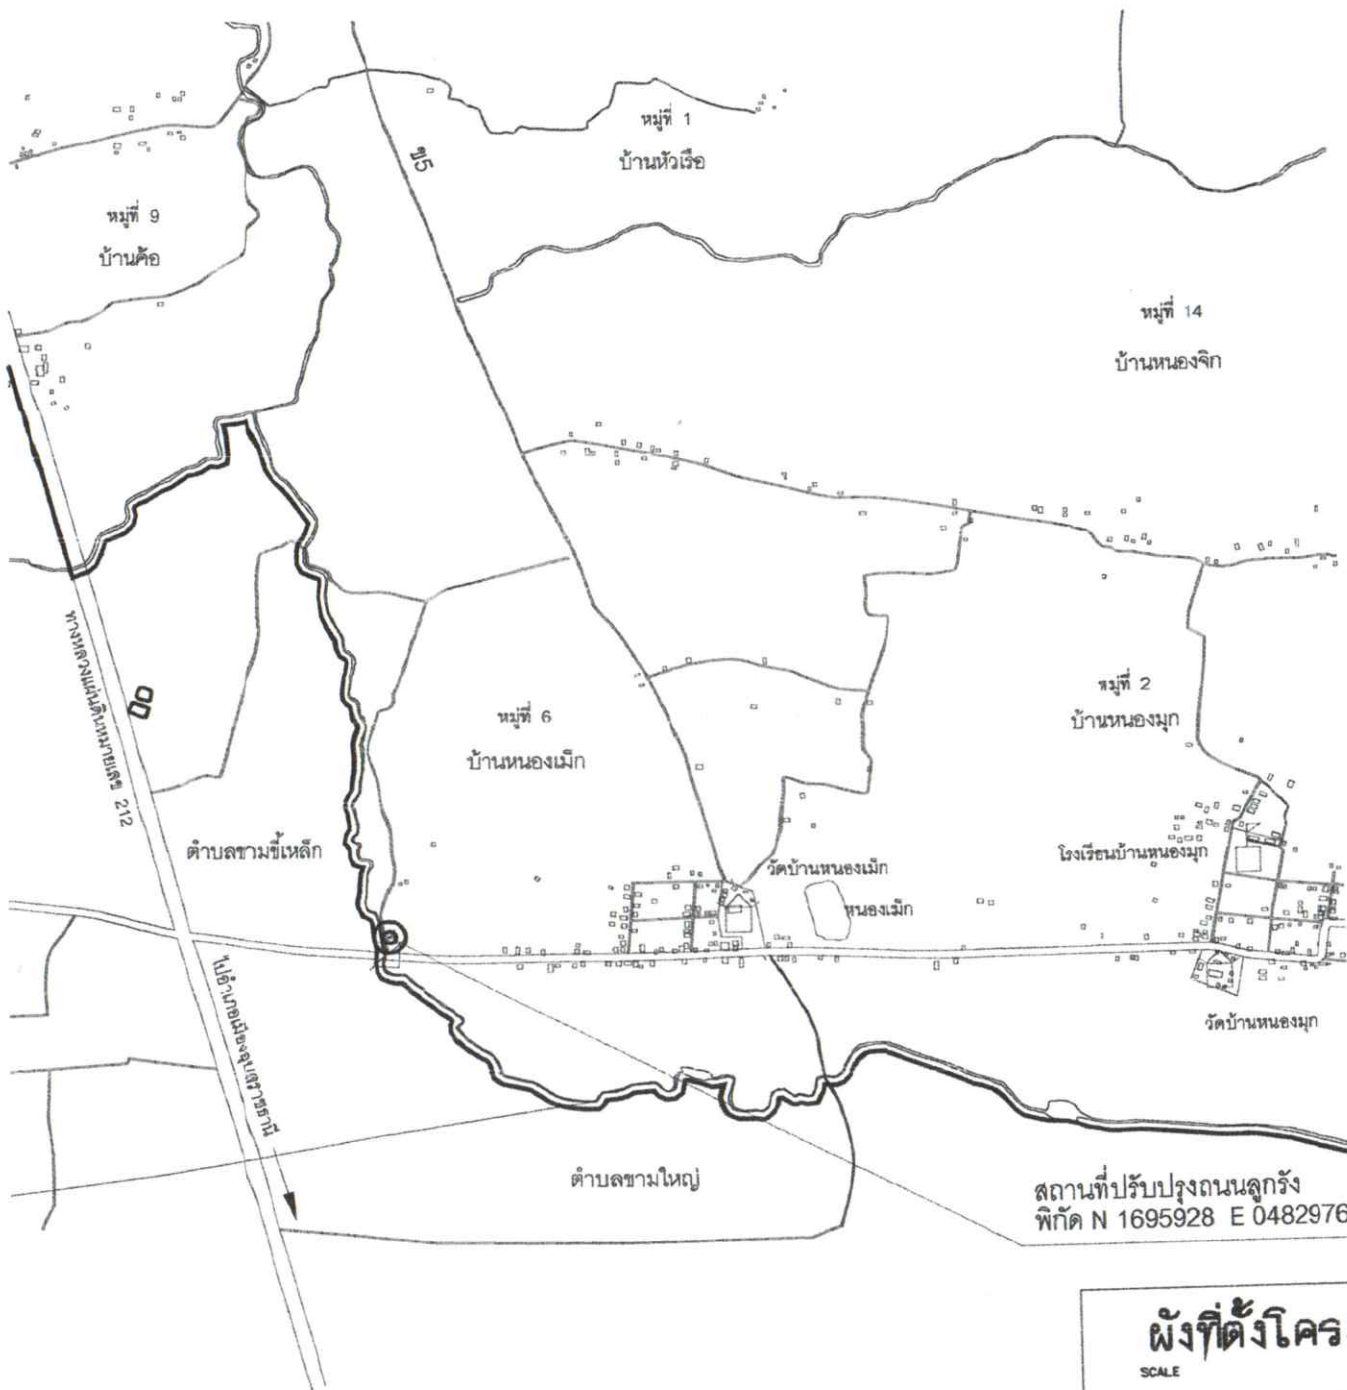 หมู่ที่ 1
บ้านหัวเรือ
ข5
หมู่ที่ 9
บ้านค้อ
หมู่ที่ 14
บ้านหนองจิก
ทางหลวงแผ่นดินหมายเลข 212
หมู่ที่ 6
บ้านหนองเม็ก
หมู่ที่ 2
บ้านหนองมุก
ตำบลขามขี้เหล็ก
วัดบ้านหนองเม็ก
หนองเม็ก
โรงเรียนบ้านหนองมุก
ไปอำเภอเมืองอุบลราชธานี
วัดบ้านหนองมุก
ตำบลขามใหญ่
สถานที่ปรับปรุงถนนลูกรัง
พิกัด N 1695928 E 0482976
ผังที่ตั้งโคร
SCALE